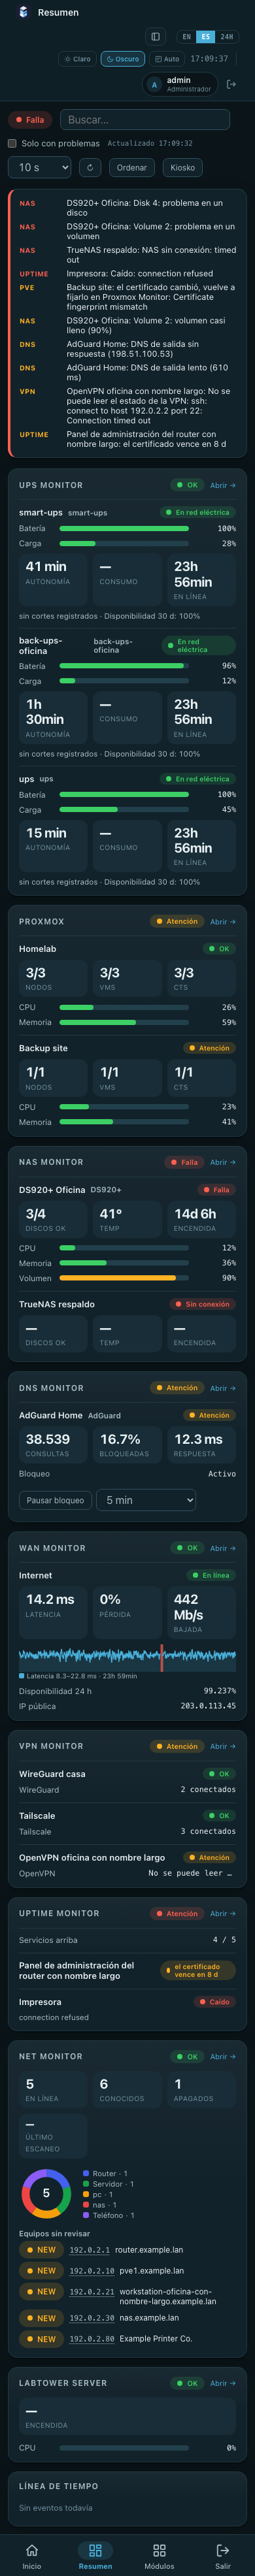 Resumen
EN ES 24H
Claro Oscuro Auto 17:09:37
A admin
Administrador
Falla Buscar...
Solo con problemas Actualizado 17:09:32
10 s Ordenar Kiosko
NAS DS920+ Oficina: Disk 4: problema en un
disco
NAS DS920+ Oficina: Volume 2: problema en un
volumen
NAS TrueNAS respaldo: NAS sin conexión: timed
out
UPTIME Impresora: Caído: connection refused
PVE Backup site: el certificado cambió, vuelve a
fijarlo en Proxmox Monitor: Certificate
fingerprint mismatch
NAS DS920+ Oficina: Volume 2: volumen casi
lleno (90%)
DNS AdGuard Home: DNS de salida sin
respuesta (198.51.100.53)
DNS AdGuard Home: DNS de salida lento (610
ms)
VPN OpenVPN oficina con nombre largo: No se
puede leer el estado de la VPN: ssh:
connect to host 192.0.2.2 port 22:
Connection timed out
UPTIME Panel de administración del router con
nombre largo: el certificado vence en 8 d
UPS MONITOR OK Abrir →
smart-ups smart-ups En red eléctrica
Batería 100%
Carga 28%
41 min — 23h
56min
AUTONOMÍA CONSUMO EN LÍNEA
sin cortes registrados · Disponibilidad 30 d: 100%
back-ups-
oficina back-ups-
oficina En red
eléctrica
Batería 96%
Carga 12%
1h
30min — 23h
56min
AUTONOMÍA CONSUMO EN LÍNEA
sin cortes registrados · Disponibilidad 30 d: 100%
ups ups En red eléctrica
Batería 100%
Carga 45%
15 min — 23h
56min
AUTONOMÍA CONSUMO EN LÍNEA
sin cortes registrados · Disponibilidad 30 d: 100%
PROXMOX Atención Abrir →
Homelab OK
3/3 3/3 3/3
NODOS VMS CTS
CPU 26%
Memoria 59%
Backup site Atención
1/1 1/1 1/1
NODOS VMS CTS
CPU 23%
Memoria 41%
NAS MONITOR Falla Abrir →
DS920+ Oficina DS920+ Falla
3/4 41° 14d 6h
DISCOS OK TEMP ENCENDIDA
CPU 12%
Memoria 36%
Volumen 90%
TrueNAS respaldo Sin conexión
— — —
DISCOS OK TEMP ENCENDIDA
DNS MONITOR Atención Abrir →
AdGuard Home AdGuard Atención
38.539 16.7% 12.3 ms
CONSULTAS BLOQUEADAS RESPUESTA
Bloqueo Activo
Pausar bloqueo 5 min
WAN MONITOR OK Abrir →
Internet En línea
14.2 ms 0% 442
Mb/s
LATENCIA PÉRDIDA BAJADA
Latencia 8.3–22.8 ms · 23h 59min
Disponibilidad 24 h 99.237%
IP pública 203.0.113.45
VPN MONITOR Atención Abrir →
WireGuard casa OK
WireGuard 2 conectados
Tailscale OK
Tailscale 3 conectados
OpenVPN oficina con nombre largo Atención
OpenVPN No se puede leer …
UPTIME MONITOR Atención Abrir →
Servicios arriba 4 / 5
Panel de administración del
router con nombre largo el certificado
vence en 8 d
Impresora Caído
connection refused
NET MONITOR OK Abrir →
5 6 1
EN LÍNEA CONOCIDOS APAGADOS
—
ÚLTIMO
ESCANEO
5
Router · 1
Servidor · 1
pc · 1
nas · 1
Teléfono · 1
Equipos sin revisar
NEW 192.0.2.1 router.example.lan
NEW 192.0.2.10 pve1.example.lan
NEW 192.0.2.21 workstation-oficina-con-
nombre-largo.example.lan
NEW 192.0.2.30 nas.example.lan
NEW 192.0.2.80 Example Printer Co.
LABTOWER SERVER OK Abrir →
—
ENCENDIDA
CPU 0%
LÍNEA DE TIEMPO
Sin eventos todavía
Inicio Resumen Módulos Salir